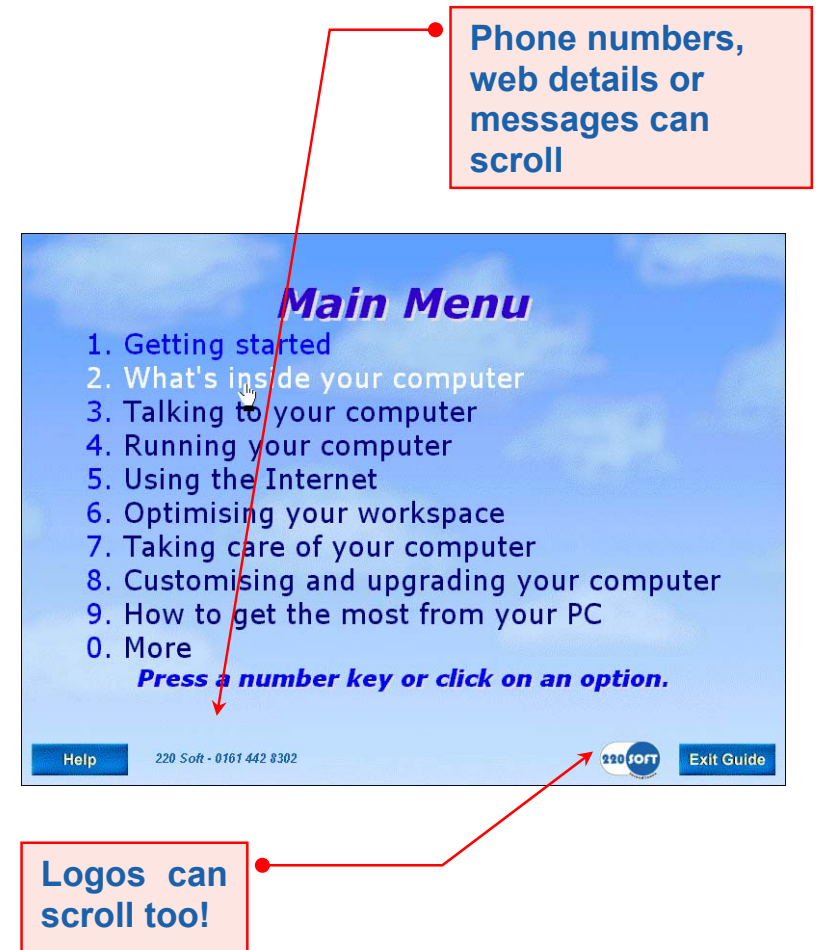 Phone numbers,
web details or
messages can
scroll
Main Menu
1. Getting started
2. What's inside your computer
3. Talking to your computer
4. Running your computer
5. Using the Internet
6. Optimising your workspace
7. Taking care of your computer
8. Customising and upgrading your computer
9. How to get the most from your PC
0. More
Press a number key or click on an option.
Help
220 Soft - 0161 442 8302
220 SOFT
Exit Guide
Logos can
scroll too!